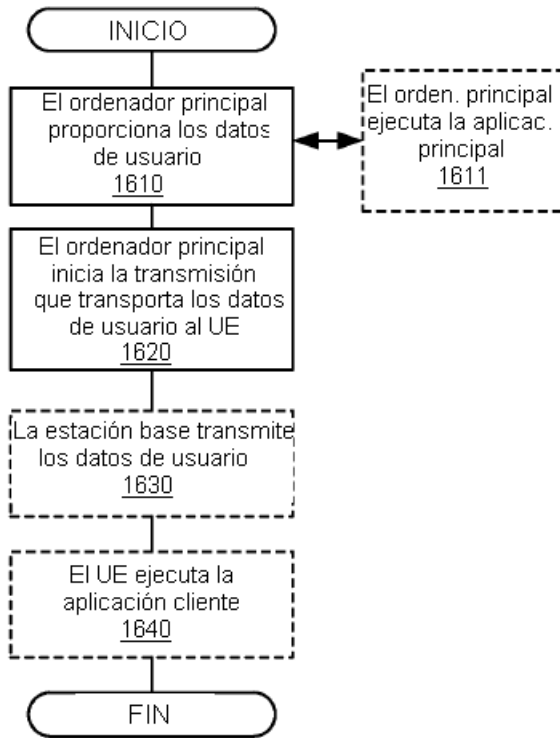 INICIO
El ordenador principal
proporciona los datos
de usuario
1610
El orden. principal
ejecuta la aplicac.
principal
1611
El ordenador principal
inicia la transmisión
que transporta los datos
de usuario al UE
1620
La estación base transmite
los datos de usuario
1630
El UE ejecuta la
aplicación cliente
1640
FIN